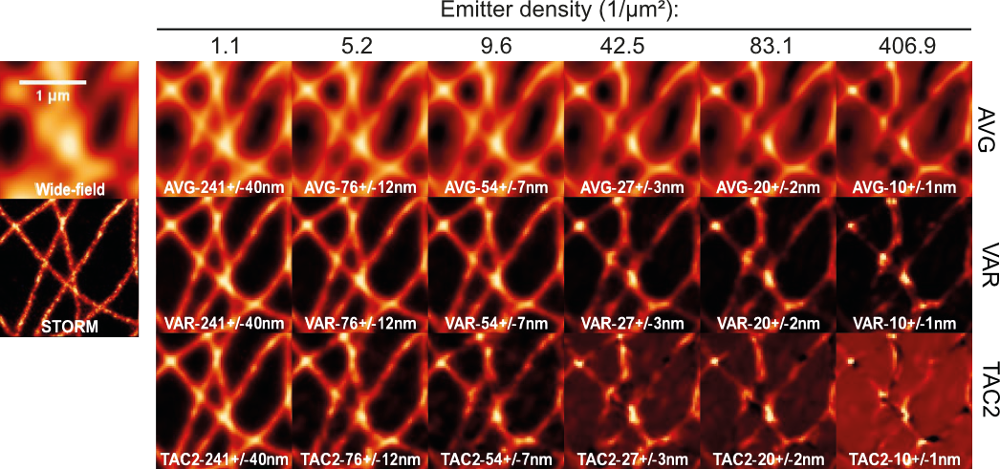 Emitter density (1/μm²):
1.1 5.2 9.6 42.5 83.1 406.9
1 μm
Wide-field
STORM
AVG-241+/-40nm AVG-76+/-12nm AVG-54+/-7nm AVG-27+/-3nm AVG-20+/-2nm AVG-10+/-1nm
AVG
VAR-241+/-40nm VAR-76+/-12nm VAR-54+/-7nm VAR-27+/-3nm VAR-20+/-2nm VAR-10+/-1nm
VAR
TAC2-241+/-40nm TAC2-76+/-12nm TAC2-54+/-7nm TAC2-27+/-3nm TAC2-20+/-2nm TAC2-10+/-1nm
TAC2